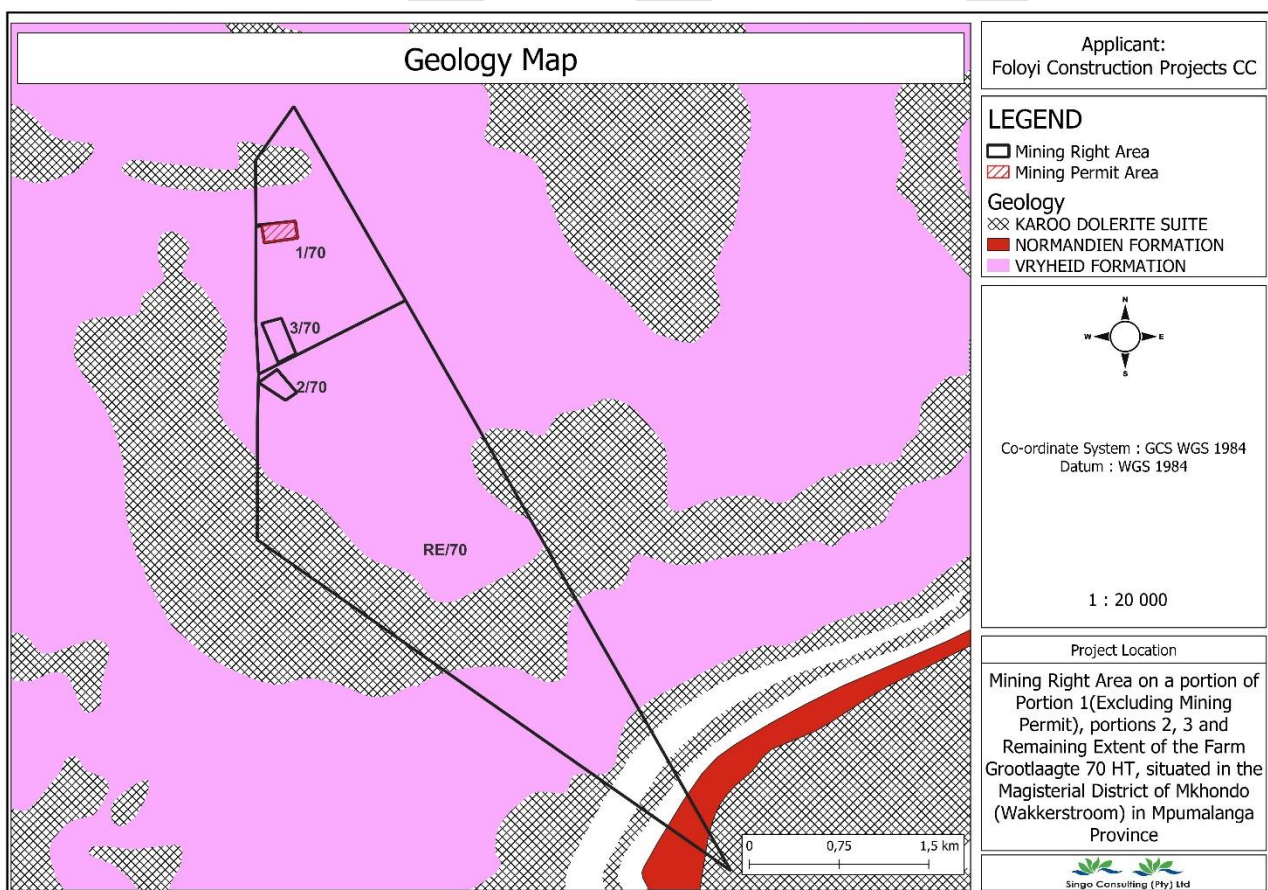 Geology Map
1/70
3/70
2/70
RE/70
0 0,75 1,5 km
Applicant:
Foloyi Construction Projects CC
LEGEND
Mining Right Area
Mining Permit Area
Geology
KAROO DOLERITE SUITE
NORMANDIEN FORMATION
VRYHEID FORMATION
N
W E
S
Co-ordinate System : GCS WGS 1984
Datum : WGS 1984
1 : 20 000
Project Location
Mining Right Area on a portion of
Portion 1(Excluding Mining
Permit), portions 2, 3 and
Remaining Extent of the Farm
Grootlaagte 70 HT, situated in the
Magisterial District of Mkhondo
(Wakkerstroom) in Mpumalanga
Province
Singo Consulting (Pty) Ltd